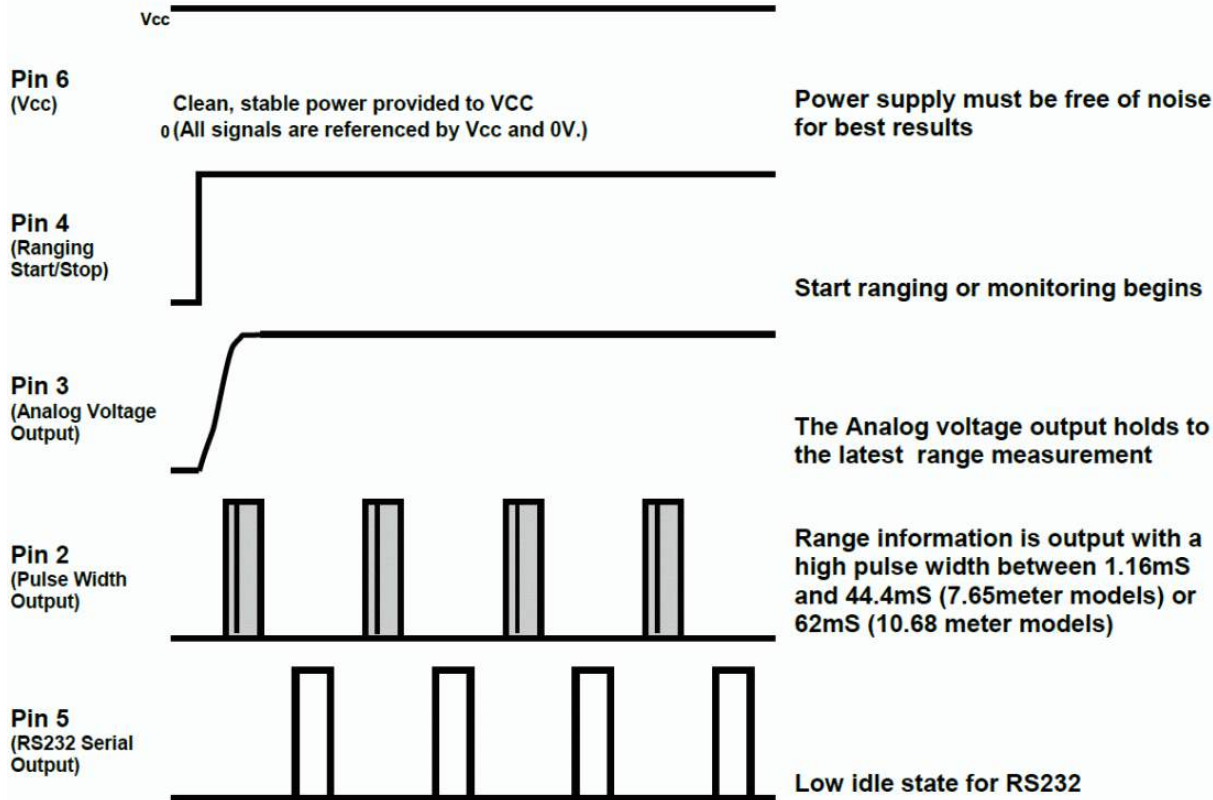 Vcc
Pin 6
(Vcc)
Clean, stable power provided to VCC
0 (All signals are referenced by Vcc and 0V.)
Power supply must be free of noise
for best results
Pin 4
(Ranging
Start/Stop)
Start ranging or monitoring begins
Pin 3
(Analog Voltage
Output)
The Analog voltage output holds to
the latest range measurement
Pin 2
(Pulse Width
Output)
Range information is output with a
high pulse width between 1.16mS
and 44.4mS (7.65meter models) or
62mS (10.68 meter models)
Pin 5
(RS232 Serial
Output)
Low idle state for RS232